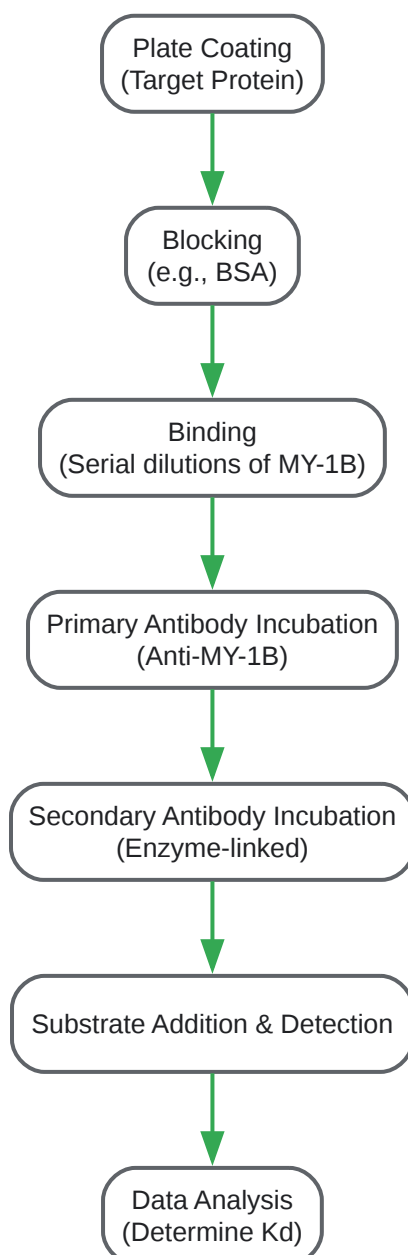 Plate Coating
(Target Protein)
Blocking
(e.g., BSA)
Binding
(Serial dilutions of MY-1B)
Primary Antibody Incubation
(Anti-MY-1B)
Secondary Antibody Incubation
(Enzyme-linked)
Substrate Addition & Detection
Data Analysis
(Determine Kd)